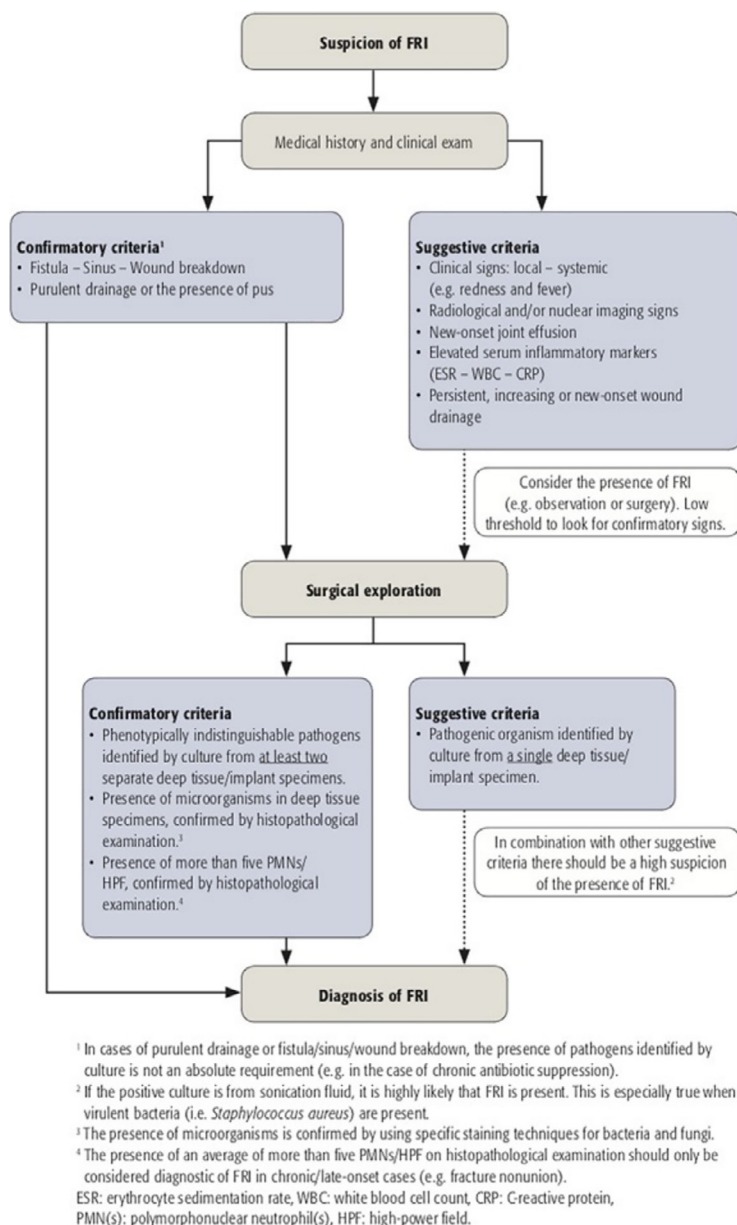 Suspicion of FRI
Medical history and clinical exam
Confirmatory criteria¹
• Fistula – Sinus – Wound breakdown
• Purulent drainage or the presence of pus
Suggestive criteria
• Clinical signs: local – systemic
(e.g. redness and fever)
• Radiological and/or nuclear imaging signs
• New-onset joint effusion
• Elevated serum inflammatory markers
(ESR – WBC – CRP)
• Persistent, increasing or new-onset wound
drainage
Consider the presence of FRI
(e.g. observation or surgery). Low
threshold to look for confirmatory signs.
Surgical exploration
Confirmatory criteria
• Phenotypically indistinguishable pathogens
identified by culture from at least two
separate deep tissue/implant specimens.
• Presence of microorganisms in deep tissue
specimens, confirmed by histopathological
examination.³
• Presence of more than five PMNs/
HPF, confirmed by histopathological
examination.⁴
Suggestive criteria
• Pathogenic organism identified by
culture from a single deep tissue/
implant specimen.
In combination with other suggestive
criteria there should be a high suspicion
of the presence of FRI.²
Diagnosis of FRI
¹ In cases of purulent drainage or fistula/sinus/wound breakdown, the presence of pathogens identified by
culture is not an absolute requirement (e.g. in the case of chronic antibiotic suppression).
² If the positive culture is from sonication fluid, it is highly likely that FRI is present. This is especially true when
virulent bacteria (i.e. Staphylococcus aureus) are present.
³ The presence of microorganisms is confirmed by using specific staining techniques for bacteria and fungi.
⁴ The presence of an average of more than five PMNs/HPF on histopathological examination should only be
considered diagnostic of FRI in chronic/late-onset cases (e.g. fracture nonunion).
ESR: erythrocyte sedimentation rate, WBC: white blood cell count, CRP: C-reactive protein,
PMN(s): polymorphonuclear neutrophil(s), HPF: high-power field.